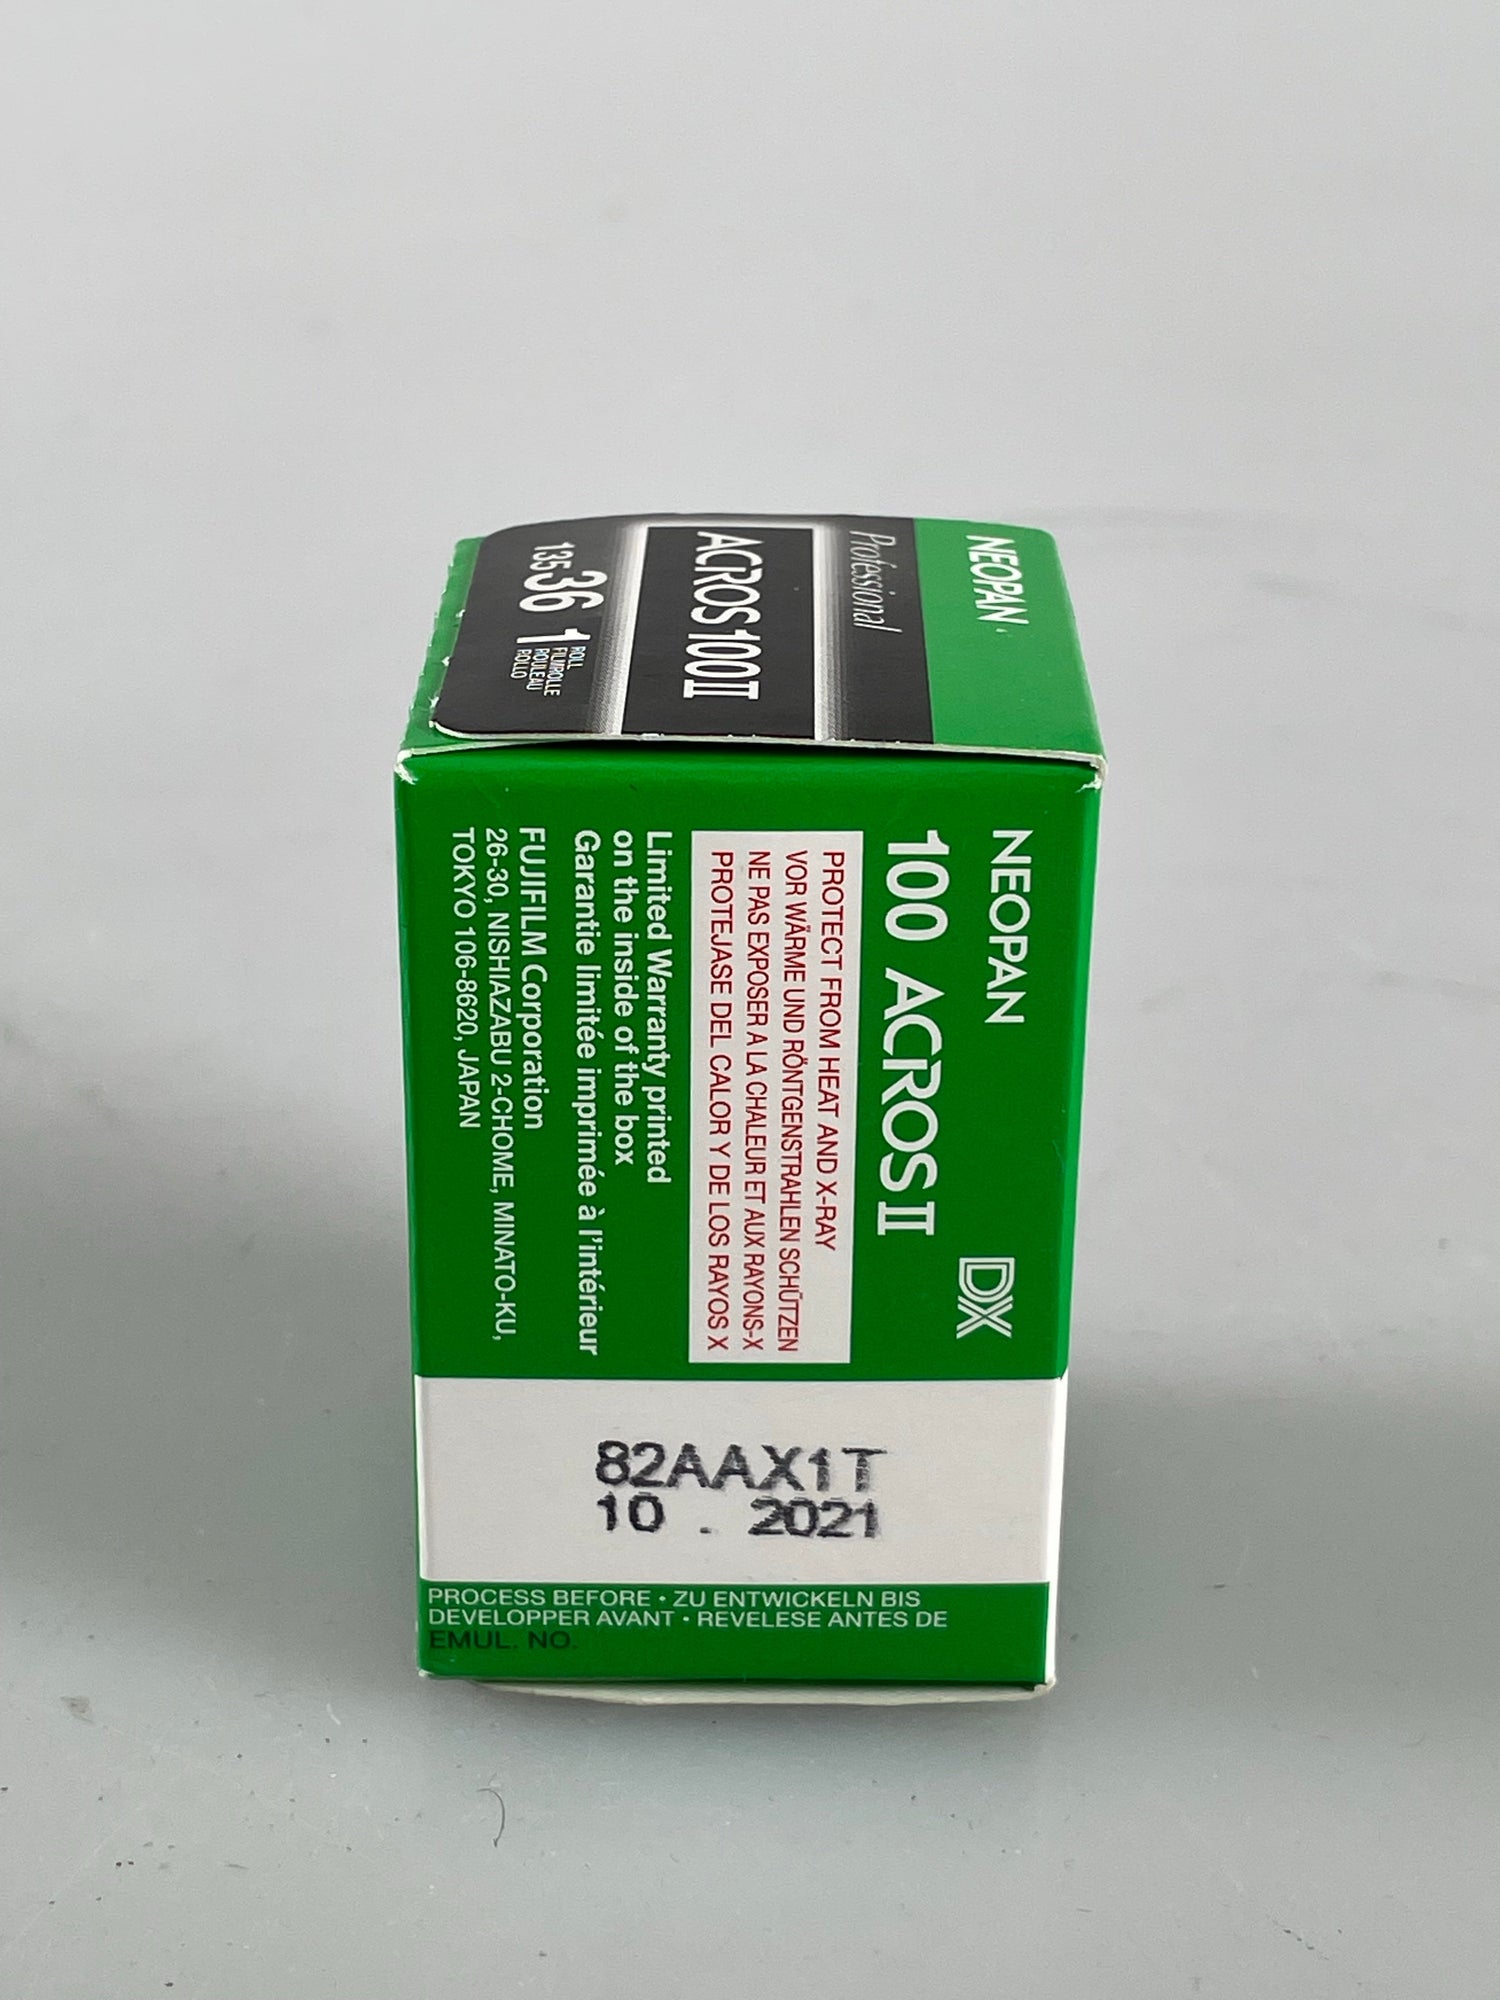 NEOPAN
Professional
ACROS100II
135 36 1 ROLL
FILMROLLE
ROULEAU
ROLLO
NEOPAN
100 ACROS II
DX
PROTECT FROM HEAT AND X-RAY
VOR WÄRME UND RÖNTGENSTRAHLEN SCHÜTZEN
NE PAS EXPOSER A LA CHALEUR ET AUX RAYONS-X
PROTEJASE DEL CALOR Y DE LOS RAYOS X
Limited Warranty printed
on the inside of the box
Garantie limitée imprimée à l'intérieur
FUJIFILM Corporation
26-30, NISHIAZABU 2-CHOME, MINATO-KU,
TOKYO 106-8620, JAPAN
82AAX1T
10 . 2021
PROCESS BEFORE • ZU ENTWICKELN BIS
DEVELOPPER AVANT • REVELESE ANTES DE
EMUL. NO.